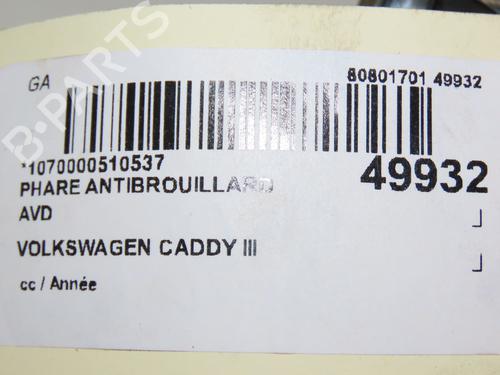 GA
80801701 49932
*1070000510537
49932
PHARE ANTIBROUILLARD
AVD
VOLKSWAGEN CADDY III
cc / Année
B-PARTS